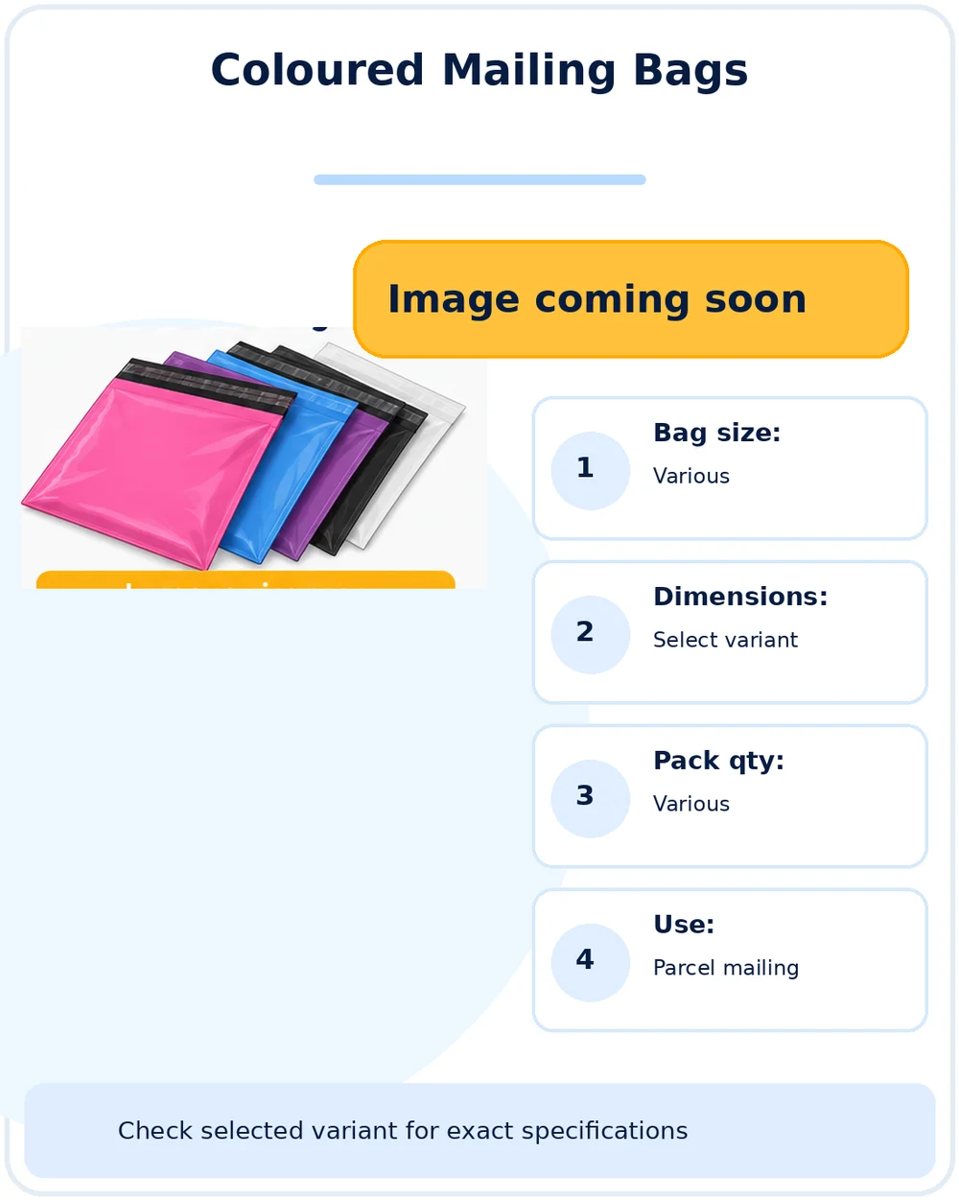 Coloured Mailing Bags
Image coming soon
1
Bag size:
Various
2
Dimensions:
Select variant
3
Pack qty:
Various
4
Use:
Parcel mailing
Check selected variant for exact specifications